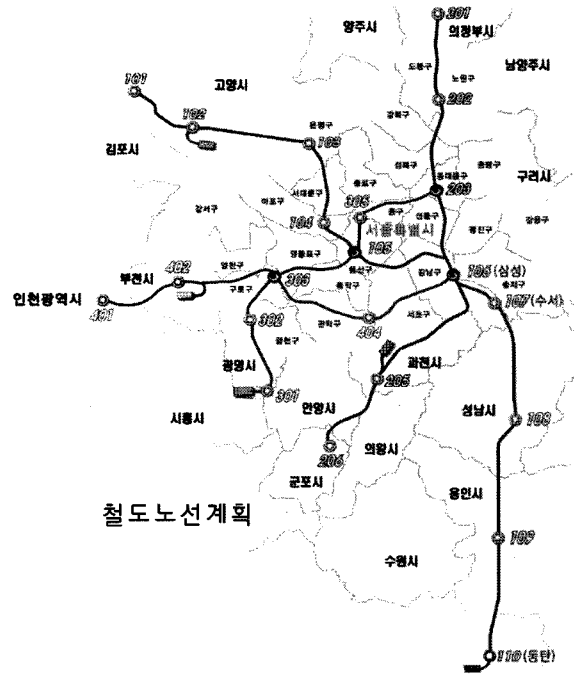 201
양주시
의정부시
남양주시
도봉구
노원구
101
고양시
202
강북구
102
은평구
103
김포시
성북구
중랑구
동대문구
종로구
구리시
203
서대문구
마포구
305
중구
성동구
강서구
강동구
104
서울특별시
광진구
105
영등포구
양천구
용산구
강남구
106(삼성)
부천시
402
303
동작구
송파구
인천광역시
구로구
107(수서)
401
302
관악구
404
서초구
금천구
광명시
과천시
205
301
안양시
시흥시
성남시
108
206
의왕시
군포시
용인시
철도노선계획
109
수원시
110(동탄)